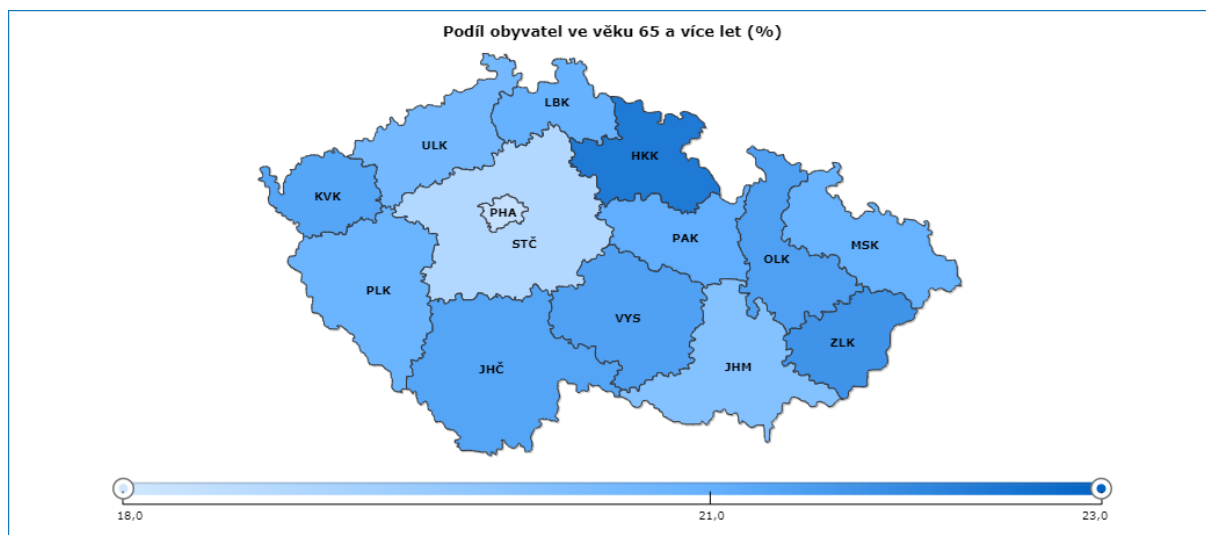 Podíl obyvatel ve věku 65 a více let (%)
LBK
ULK
HKK
KVK
PHA
STČ
PAK
MSK
OLK
PLK
VYS
ZLK
JHČ
JHM
18,0
21,0
23,0